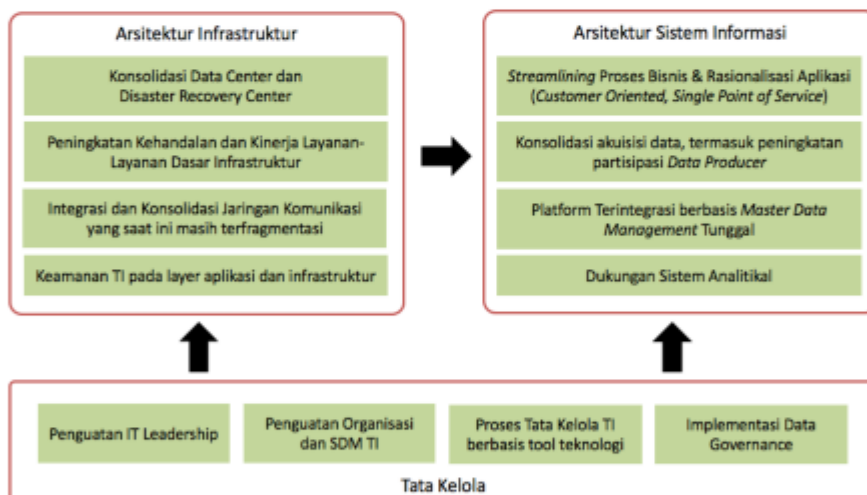 Arsitektur Infrastruktur
Konsolidasi Data Center dan
Disaster Recovery Center
Peningkatan Kehandalan dan Kinerja Layanan-
Layanan Dasar Infrastruktur
Integrasi dan Konsolidasi Jaringan Komunikasi
yang saat ini masih terfragmentasi
Keamanan TI pada layer aplikasi dan infrastruktur
Arsitektur Sistem Informasi
Streamlining Proses Bisnis & Rasionalisasi Aplikasi
(Customer Oriented, Single Point of Service)
Konsolidasi akuisisi data, termasuk peningkatan
partisipasi Data Producer
Platform Terintegrasi berbasis Master Data
Management Tunggal
Dukungan Sistem Analitikal
Penguatan IT Leadership
Penguatan Organisasi
dan SDM TI
Proses Tata Kelola TI
berbasis tool teknologi
Implementasi Data
Governance
Tata Kelola